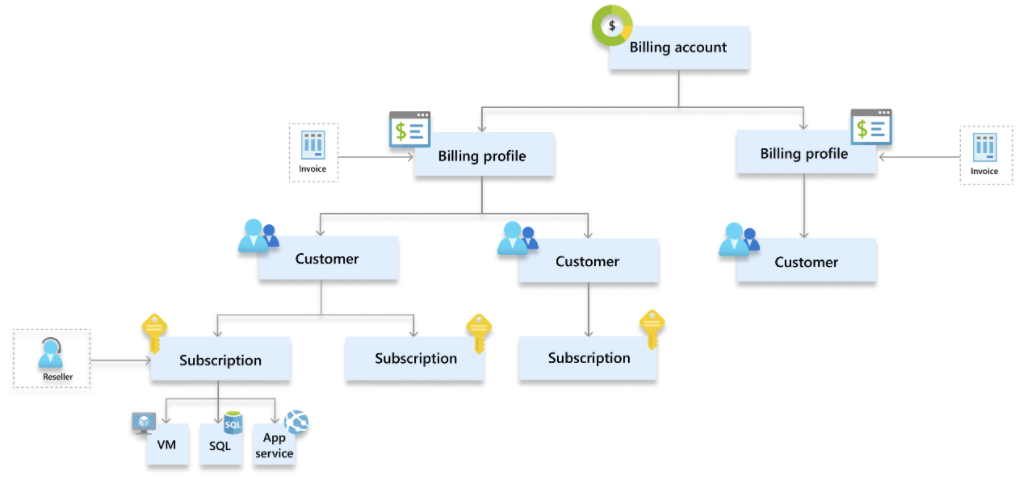 $
Billing account
$
$
Billing profile
Billing profile
Invoice
Invoice
Customer
Customer
Customer
Subscription
Subscription
Subscription
Reseller
SQL
VM
SQL
App
service